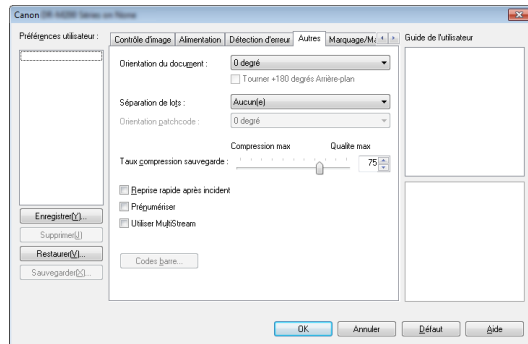 Canon
Préférences utilisateur :
Enregistrer(Y)...
Supprimer(J)
Restaurer(V)...
Sauvegarder(X)...
Contrôle d'image
Alimentation
Détection d'erreur
Autres
Marquage/Ma
Orientation du document :
0 degré
Tourner +180 degrés Arrière-plan
Séparation de lots :
Aucun(e)
Orientation patchcode :
0 degré
Compression max
Qualite max
Taux compression sauvegarde :
75
Reprise rapide après incident
Prénumériser
Utiliser MultiStream
Codes barre...
Guide de l'utilisateur
OK
Annuler
Défaut
Aide